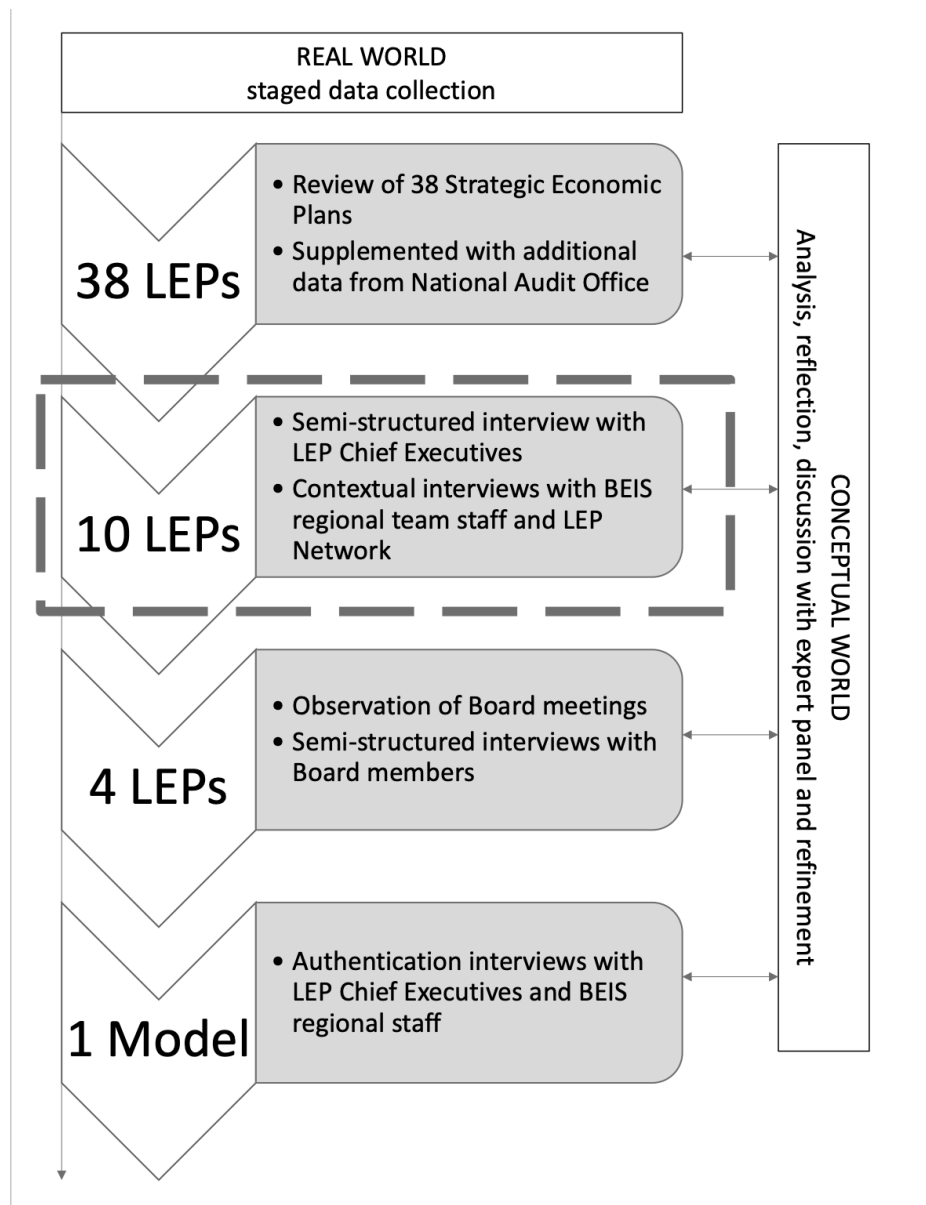 REAL WORLD
staged data collection
38 LEPs
• Review of 38 Strategic Economic
Plans
• Supplemented with additional
data from National Audit Office
10 LEPs
• Semi-structured interview with
LEP Chief Executives
• Contextual interviews with BEIS
regional team staff and LEP
Network
4 LEPs
• Observation of Board meetings
• Semi-structured interviews with
Board members
1 Model
• Authentication interviews with
LEP Chief Executives and BEIS
regional staff
CONCEPTUAL WORLD
Analysis, reflection, discussion with expert panel and refinement